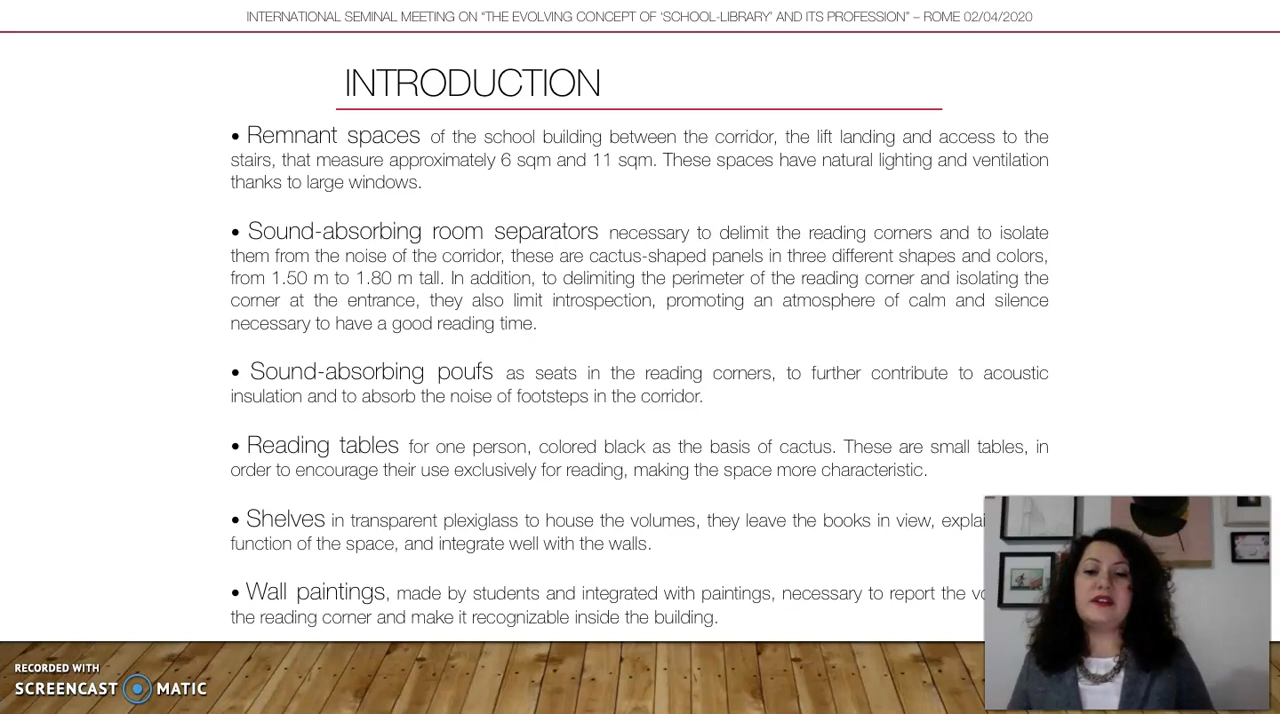 INTERNATIONAL SEMINAL MEETING ON “THE EVOLVING CONCEPT OF ‘SCHOOL-LIBRARY’ AND ITS PROFESSION” – ROME 02/04/2020
INTRODUCTION
• Remnant spaces of the school building between the corridor, the lift landing and access to the
stairs, that measure approximately 6 sqm and 11 sqm. These spaces have natural lighting and ventilation
thanks to large windows.
• Sound-absorbing room separators necessary to delimit the reading corners and to isolate
them from the noise of the corridor, these are cactus-shaped panels in three different shapes and colors,
from 1.50 m to 1.80 m tall. In addition, to delimiting the perimeter of the reading corner and isolating the
corner at the entrance, they also limit introspection, promoting an atmosphere of calm and silence
necessary to have a good reading time.
• Sound-absorbing poufs as seats in the reading corners, to further contribute to acoustic
insulation and to absorb the noise of footsteps in the corridor.
• Reading tables for one person, colored black as the basis of cactus. These are small tables, in
order to encourage their use exclusively for reading, making the space more characteristic.
• Shelves in transparent plexiglass to house the volumes, they leave the books in view,
function of the space, and integrate well with the walls.
• Wall paintings, made by students and integrated with paintings, necessary to report the
the reading corner and make it recognizable inside the building.
RECORDED WITH
SCREENCAST MATIC